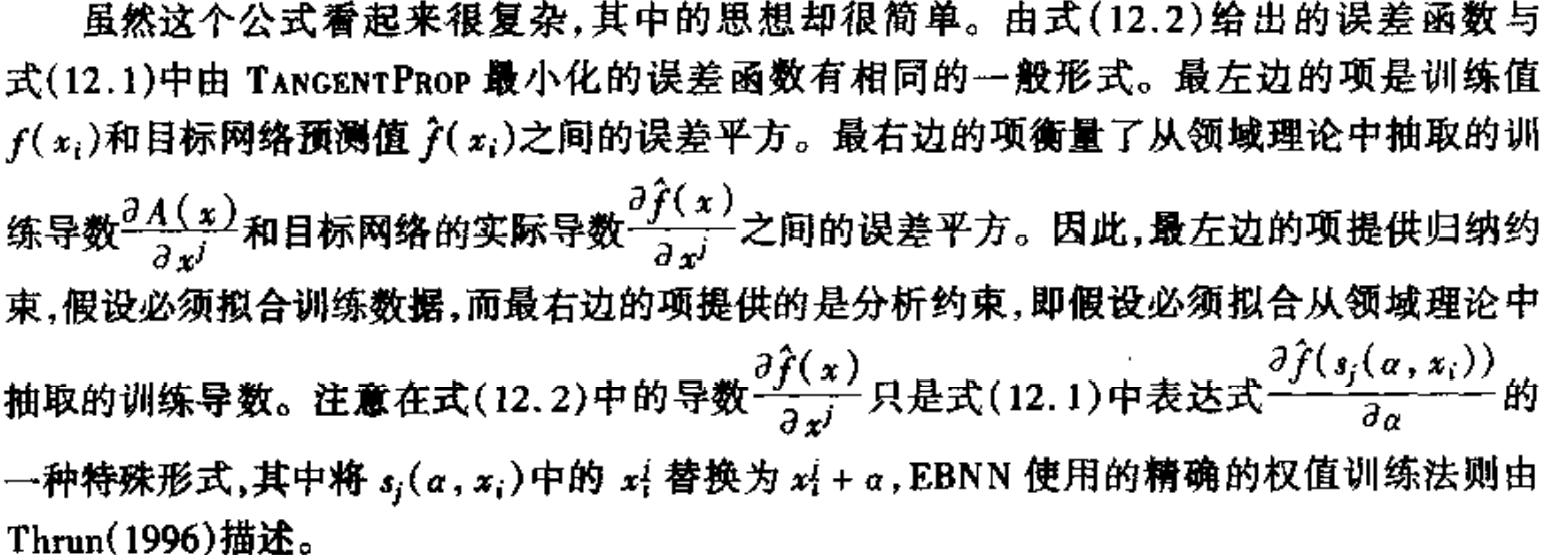 虽然这个公式看起来很复杂,其中的思想却很简单。由式(12.2)给出的误差函数与
式(12.1)中由 TANGENTPROP 最小化的误差函数有相同的一般形式。最左边的项是训练值
$f(x_i)$和目标网络预测值 $\hat{f}(x_i)$之间的误差平方。最右边的项衡量了从领域理论中抽取的训
练导数$\frac{\partial A(x)}{\partial x^j}$和目标网络的实际导数$\frac{\partial \hat{f}(x)}{\partial x^j}$之间的误差平方。因此,最左边的项提供归纳约
束,假设必须拟合训练数据,而最右边的项提供的是分析约束,即假设必须拟合从领域理论中
抽取的训练导数。注意在式(12.2)中的导数$\frac{\partial \hat{f}(x)}{\partial x^j}$只是式(12.1)中表达式$\frac{\partial \hat{f}(s_j(\alpha, x_i))}{\partial \alpha}$的
一种特殊形式,其中将 $s_j(\alpha, x_i)$中的 $x_i^j$ 替换为 $x_i^j + \alpha$,EBNN 使用的精确的权值训练法则由
Thrun(1996)描述。